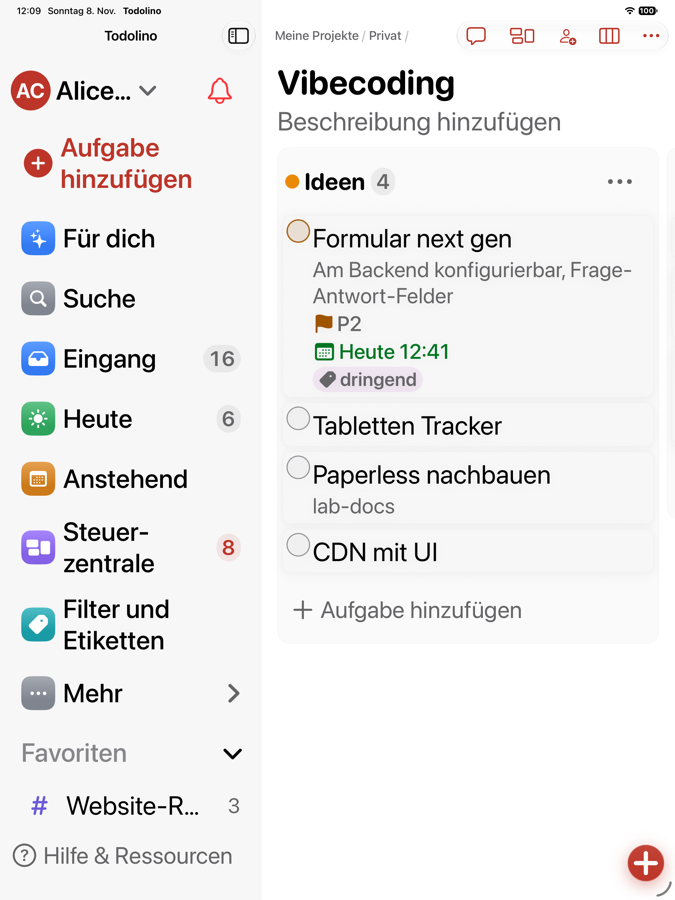 12:09 Sonntag 8. Nov. Todolino
100
Todolino
AC Alice...
Aufgabe
hinzufügen
Für dich
Suche
Eingang 16
Heute 6
Anstehend
Steuer-
zentrale 8
Filter und
Etiketten
Mehr
Favoriten
# Website-R... 3
? Hilfe & Ressourcen
Meine Projekte / Privat /
Vibecoding
Beschreibung hinzufügen
Ideen 4
Formular next gen
Am Backend konfigurierbar, Frage-
Antwort-Felder
P2
Heute 12:41
dringend
Tabletten Tracker
Paperless nachbauen
lab-docs
CDN mit UI
+ Aufgabe hinzufügen